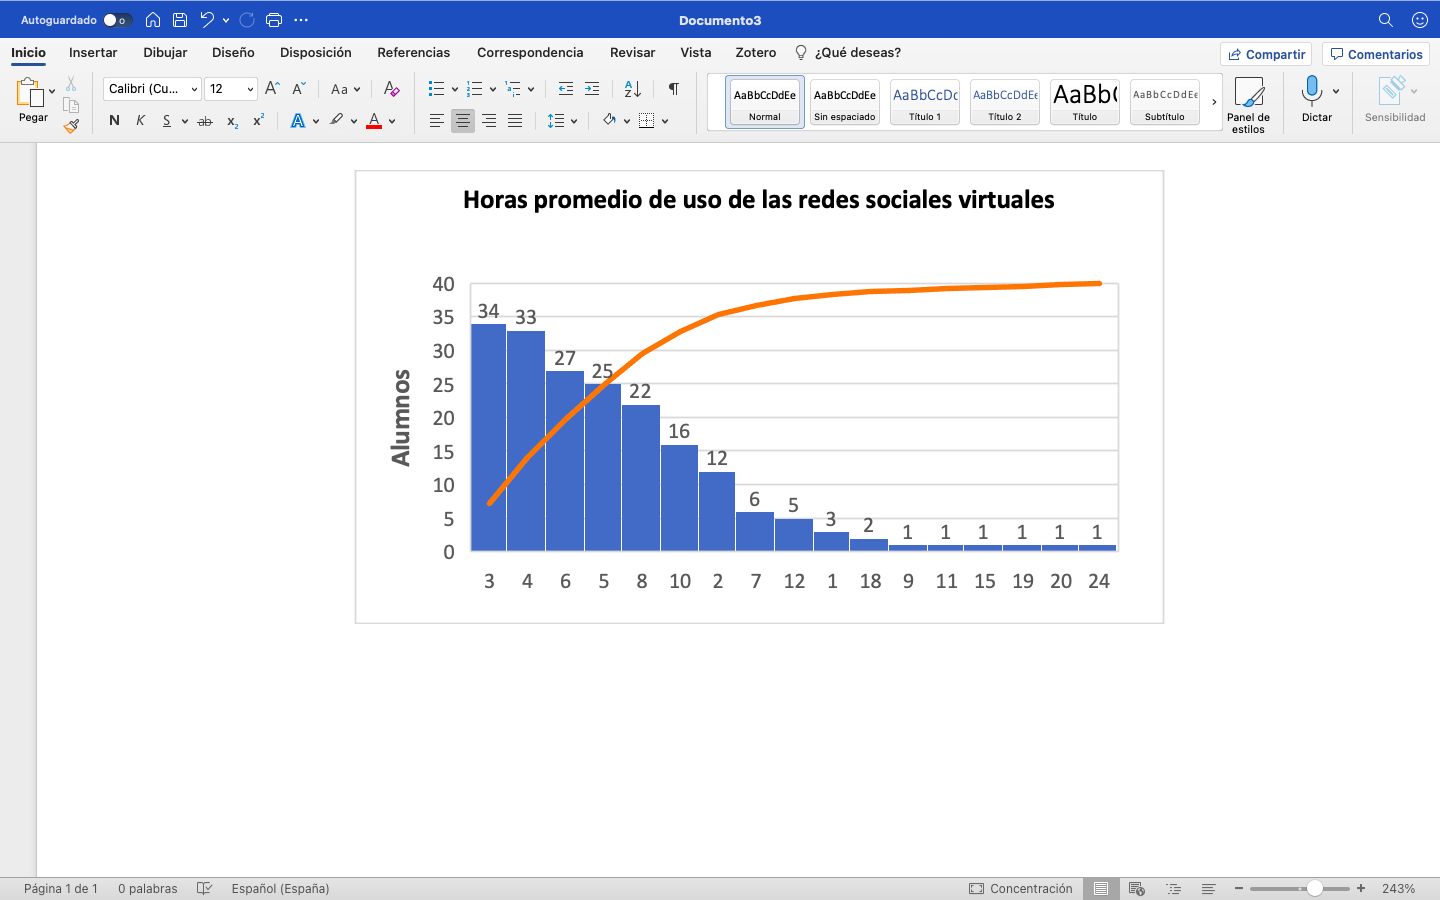 Autoguardado
Documento3
Inicio Insertar Dibujar Diseño Disposición Referencias Correspondencia Revisar Vista Zotero ¿Qué deseas?
Compartir Comentarios
Pegar
Calibri (Cu... 12 Aa
N K S ab x₂ x² A A
AaBbCcDdEe AaBbCcDdEe AaBbCcDc AaBbCcDdEe AaBb( AaBbCcDdEe
Normal Sin espaciado Título 1 Título 2 Título Subtítulo
Panel de estilos
Dictar
Sensibilidad
Horas promedio de uso de las redes sociales virtuales
Alumnos
40
35
30
25
20
15
10
5
0
34 33 27 25 22 16 12 6 5 3 2 1 1 1 1 1 1
3 4 6 5 8 10 2 7 12 1 18 9 11 15 19 20 24
Página 1 de 1 0 palabras Español (España) Concentración 243%